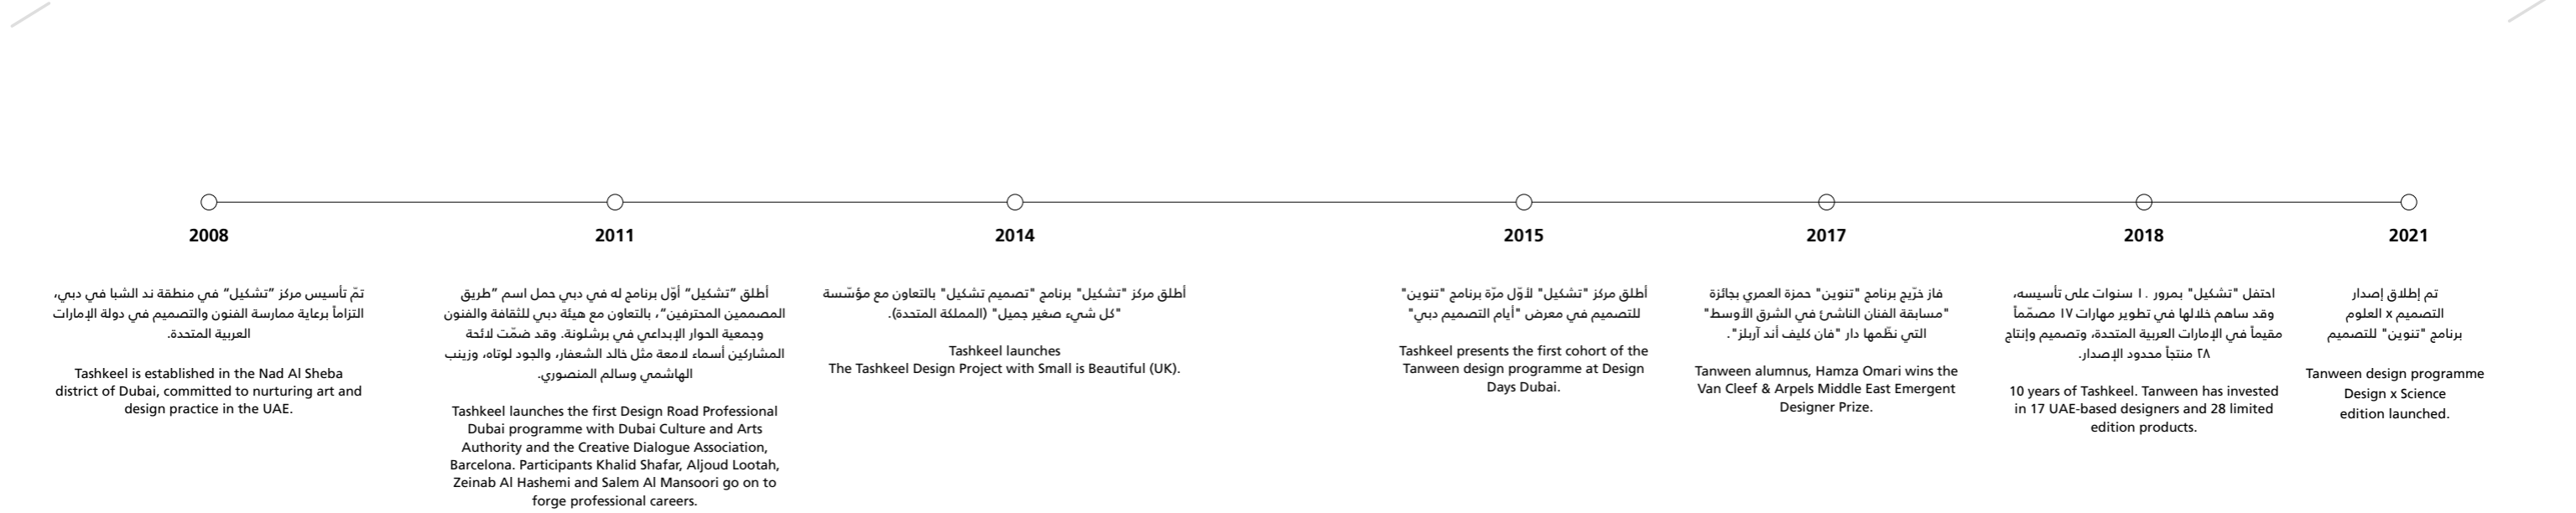 2008
تمّ تأسيس مركز ”تشكيل“ في منطقة ند الشبا في دبي،
التزاماً برعاية ممارسة الفنون والتصميم في دولة الإمارات
العربية المتحدة.
Tashkeel is established in the Nad Al Sheba
district of Dubai, committed to nurturing art and
design practice in the UAE.
2011
أطلق ”تشكيل“ أوّل برنامج له في دبي حمل اسم ”طريق
المصممين المحترفين“، بالتعاون مع هيئة دبي للثقافة والفنون
وجمعية الحوار الإبداعي في برشلونة. وقد ضمّت لائحة
المشاركين أسماء لامعة مثل خالد الشعفار، والجود لوتاه، وزينب
الهاشمي وسالم المنصوري.
Tashkeel launches the first Design Road Professional
Dubai programme with Dubai Culture and Arts
Authority and the Creative Dialogue Association,
Barcelona. Participants Khalid Shafar, Aljoud Lootah,
Zeinab Al Hashemi and Salem Al Mansoori go on to
forge professional careers.
2014
أطلق مركز "تشكيل" برنامج "تصميم تشكيل" بالتعاون مع مؤسّسة
"كل شيء صغير جميل" (المملكة المتحدة).
Tashkeel launches
The Tashkeel Design Project with Small is Beautiful (UK).
2015
أطلق مركز "تشكيل" لأوّل مرّة برنامج "تنوين"
للتصميم في معرض "أيام التصميم دبي"
Tashkeel presents the first cohort of the
Tanween design programme at Design
Days Dubai.
2017
فاز خرّيج برنامج "تنوين" حمزة العمري بجائزة
"مسابقة الفنان الناشئ في الشرق الأوسط"
التي نظّمها دار "فان كليف أند آربلز".
Tanween alumnus, Hamza Omari wins the
Van Cleef & Arpels Middle East Emergent
Designer Prize.
2018
احتفل "تشكيل" بمرور ١٠ سنوات على تأسيسه،
وقد ساهم خلالها في تطوير مهارات ١٧ مصمّماً
مقيماً في الإمارات العربية المتحدة، وتصميم وإنتاج
٢٨ منتجاً محدود الإصدار.
10 years of Tashkeel. Tanween has invested
in 17 UAE-based designers and 28 limited
edition products.
2021
تم إطلاق إصدار
التصميم x العلوم
برنامج "تنوين" للتصميم
Tanween design programme
Design x Science
edition launched.